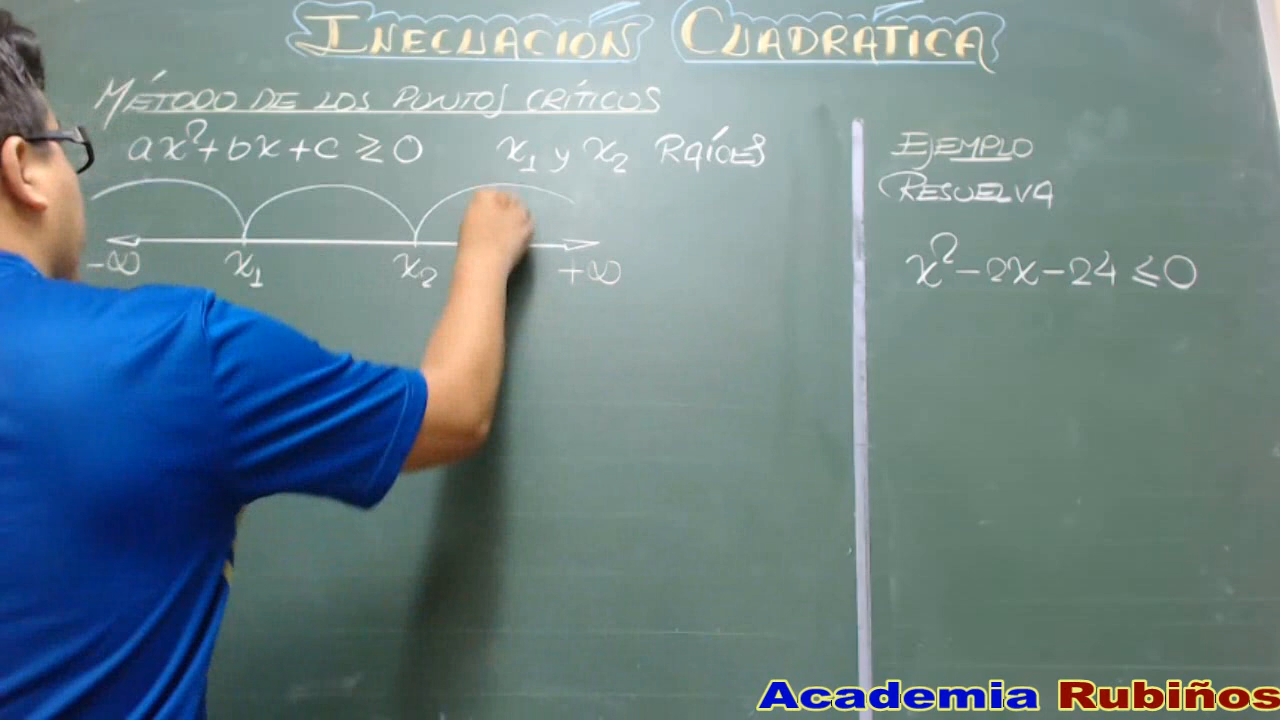 INECUACIÓN CUADRÁTICA
MÉTODO DE LOS PUNTOS CRÍTICOS
ax²+bx+c ≷ 0 x₁ y x₂ RAÍCES
-∞ x₁ x₂ +∞
EJEMPLO
RESUELVA
x²-2x-24 ≤ 0
Academia Rubiños